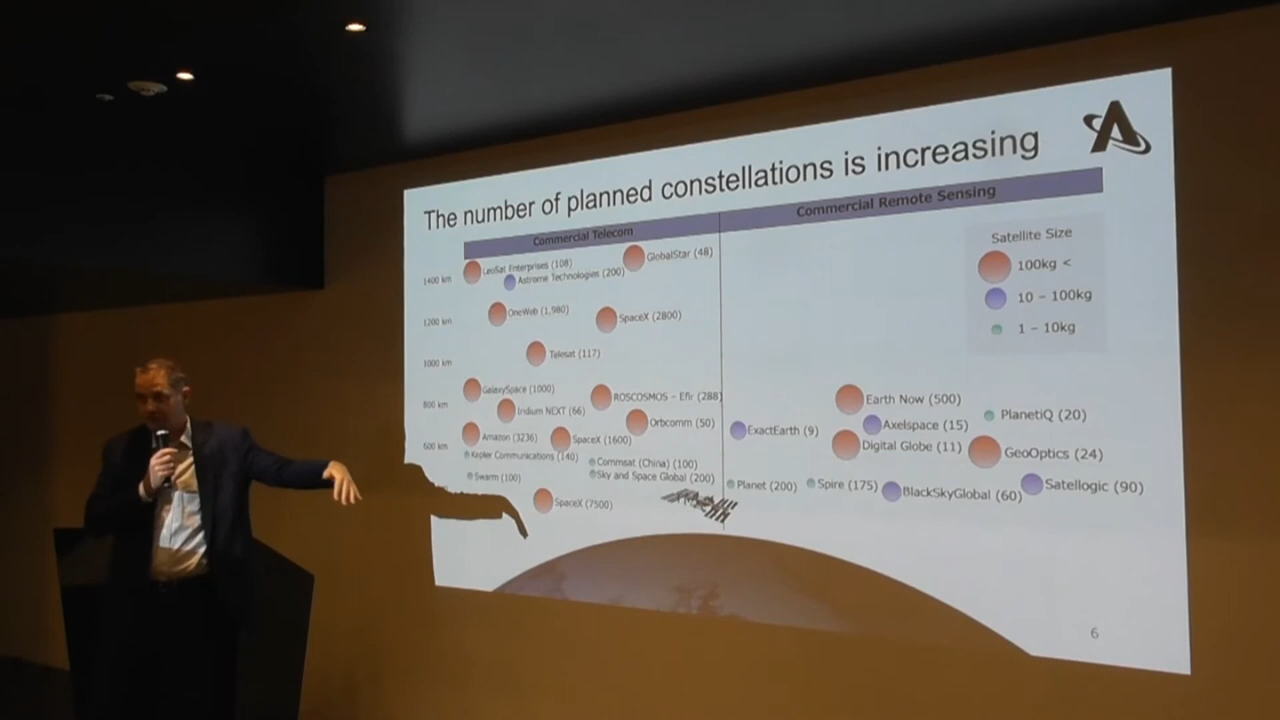 The number of planned constellations is increasing
Commercial Telecom
Commercial Remote Sensing
Satellite Size
100kg <
10 - 100kg
1 - 10kg
1400 km
LeoSat Enterprises (108)
Astrome Technologies (200)
GlobalStar (48)
1200 km
OneWeb (1,980)
SpaceX (2800)
1000 km
Telesat (117)
800 km
GalaxySpace (1000)
ROSCOSMOS - Efir (288)
Iridium NEXT (66)
Orbcomm (50)
600 km
Amazon (3236)
SpaceX (1600)
Kepler Communications (140)
Commsat (China) (100)
Swarm (100)
Sky and Space Global (200)
SpaceX (7500)
Earth Now (500)
PlanetiQ (20)
ExactEarth (9)
Axelspace (15)
Digital Globe (11)
GeoOptics (24)
Planet (200)
Spire (175)
BlackSkyGlobal (60)
Satellogic (90)
6